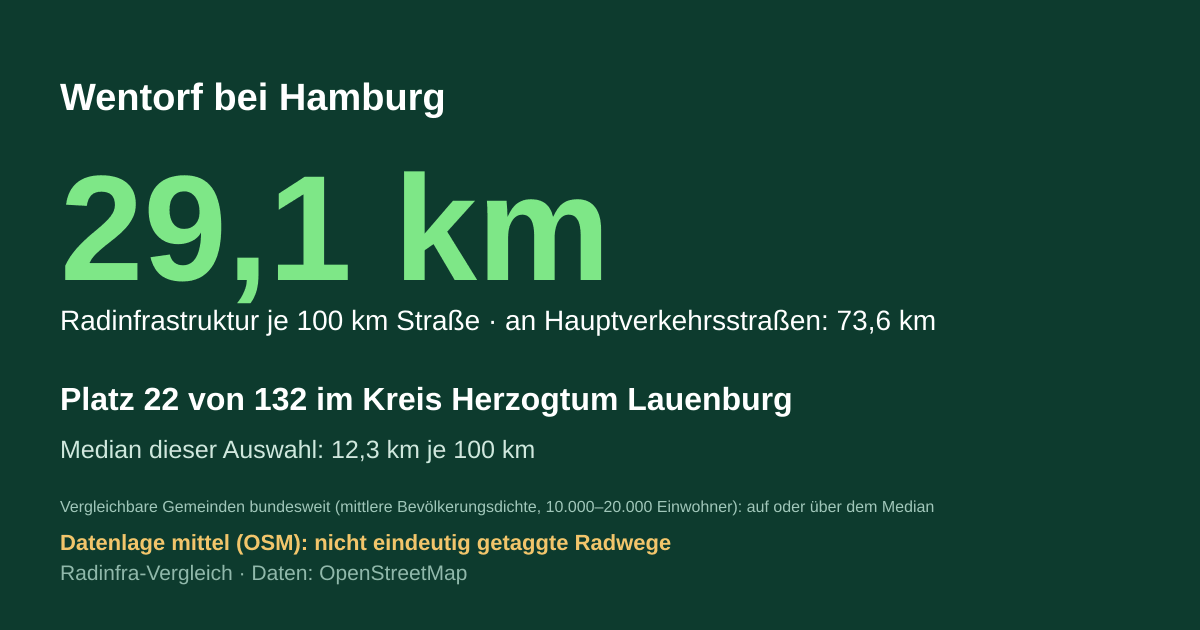 Wentorf bei Hamburg
29,1 km
Radinfrastruktur je 100 km Straße · an Hauptverkehrsstraßen: 73,6 km
Platz 22 von 132 im Kreis Herzogtum Lauenburg
Median dieser Auswahl: 12,3 km je 100 km
Vergleichbare Gemeinden bundesweit (mittlere Bevölkerungsdichte, 10.000–20.000 Einwohner): auf oder über dem Median
Datenlage mittel (OSM): nicht eindeutig getaggte Radwege
Radinfra-Vergleich · Daten: OpenStreetMap